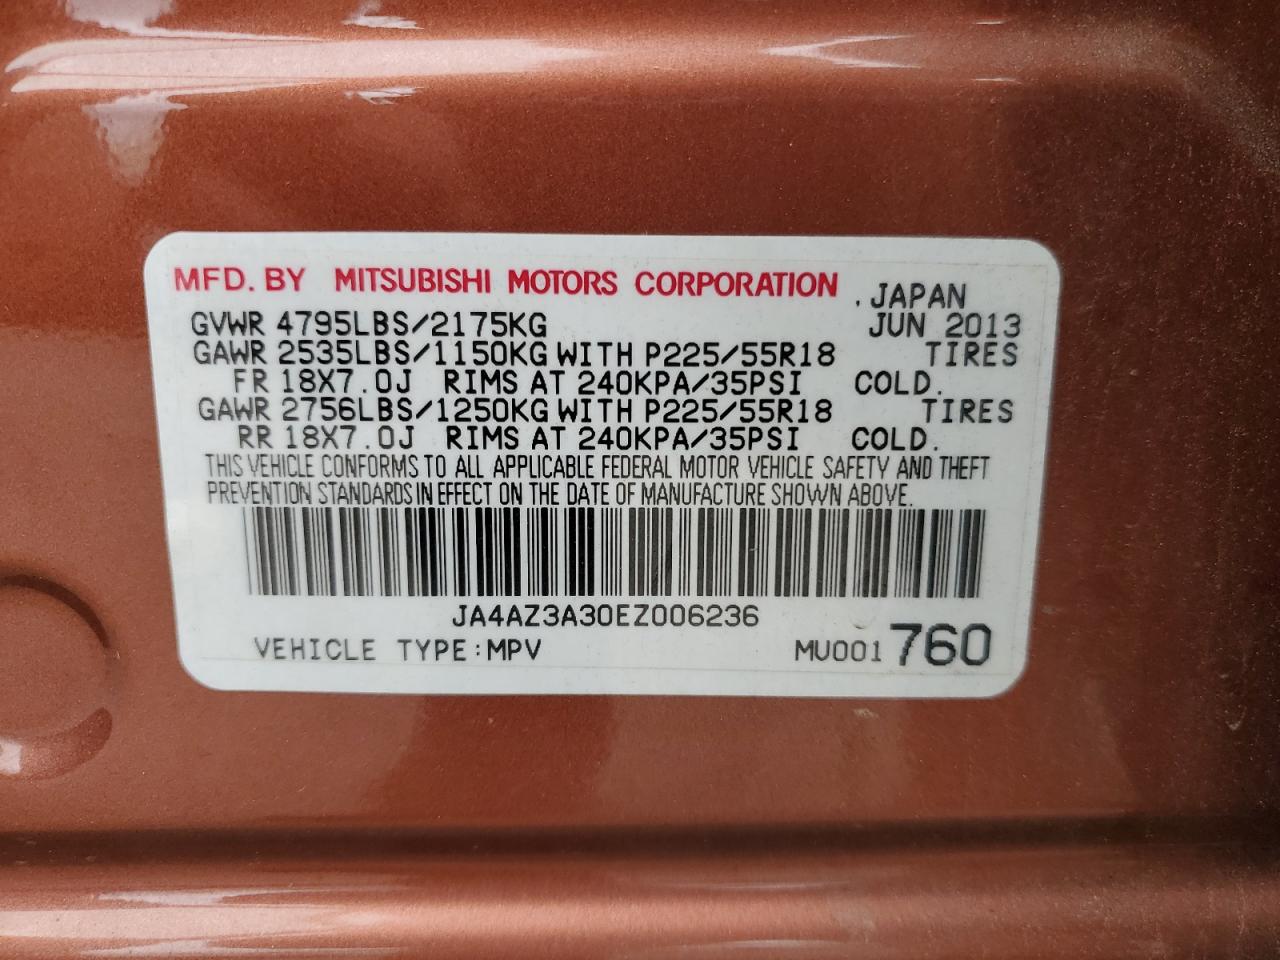 MFD. BY MITSUBISHI MOTORS CORPORATION . JAPAN
GVWR 4795LBS/2175KG JUN 2013
GAWR 2535LBS/1150KG WITH P225/55R18 TIRES
FR 18X7.0J RIMS AT 240KPA/35PSI COLD.
GAWR 2756LBS/1250KG WITH P225/55R18 TIRES
RR 18X7.0J RIMS AT 240KPA/35PSI COLD.
THIS VEHICLE CONFORMS TO ALL APPLICABLE FEDERAL MOTOR VEHICLE SAFETY AND THEFT
PREVENTION STANDARDS IN EFFECT ON THE DATE OF MANUFACTURE SHOWN ABOVE.
JA4AZ3A30EZ006236
VEHICLE TYPE:MPV MU001760